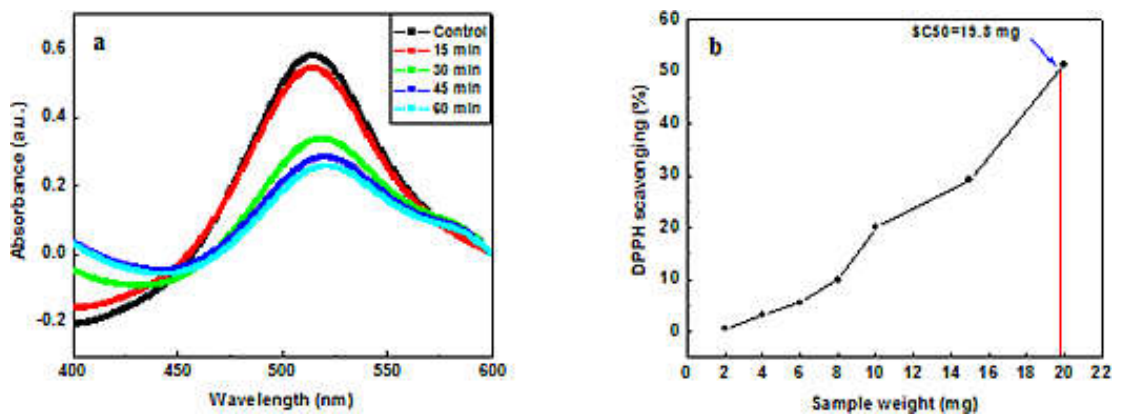 a
Control
15 min
30 min
45 min
60 min
0.6
0.4
0.2
0.0
-0.2
400
450
500
550
600
Absorbance (a.u.)
Wavelength (nm)
b
SC50=19.8 mg
60
50
40
30
20
10
0
0 2 4 6 8 10 12 14 16 18 20 22
DPPH scavenging (%)
Sample weight (mg)